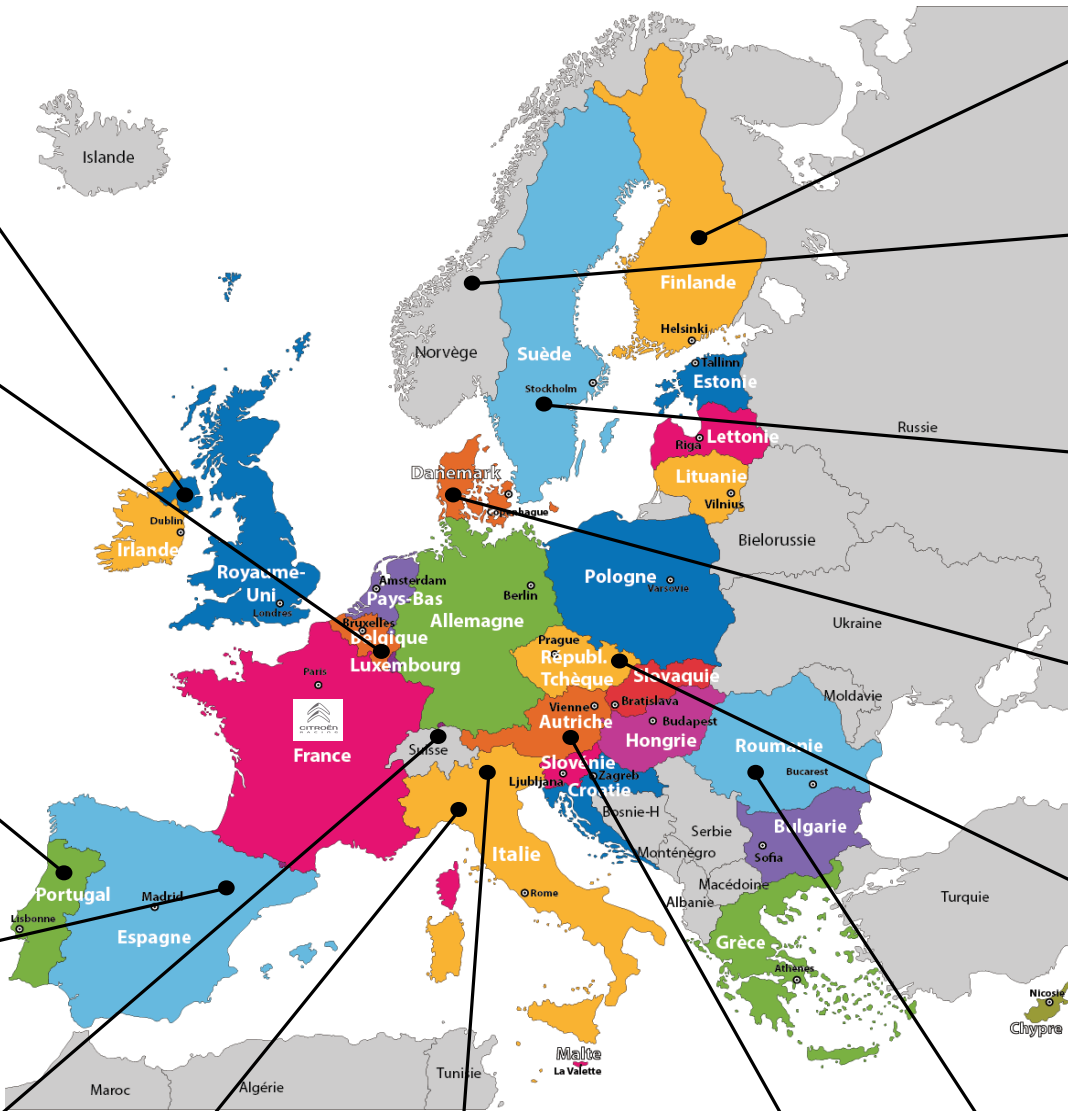 Islande
Finlande
Helsinki
Norvège
Suède
Stockholm
Tallinn
Estonie
Riga
Lettonie
Russie
Lituanie
Vilnius
Danemark
Copenhague
Dublin
Irlande
Royaume-
Uni
Londres
Amsterdam
Pays-Bas
Berlin
Allemagne
Pologne
Varsovie
Bielorussie
Ukraine
Bruxelles
Belgique
Luxembourg
Prague
Républ.
Tchèque
Slovaquie
Bratislava
Moldavie
Paris
CITROËN
RACING
France
Suisse
Vienne
Autriche
Budapest
Hongrie
Roumanie
Bucarest
Slovénie
Ljubljana
Zagreb
Croatie
Bosnie-H
Serbie
Bulgarie
Sofia
Monténégro
Macédoine
Albanie
Italie
Rome
Turquie
Portugal
Lisbonne
Madrid
Espagne
Grèce
Athènes
Nicosie
Chypre
Malte
La Valette
Maroc
Algérie
Tunisie